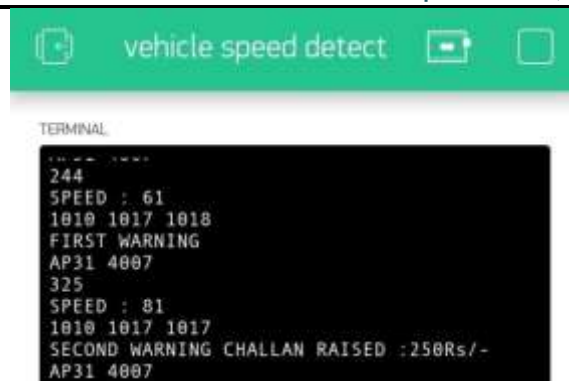 vehicle speed detect
TERMINAL
244
SPEED : 61
1010 1017 1018
FIRST WARNING
AP31 4007
325
SPEED : 81
1010 1017 1017
SECOND WARNING CHALLAN RAISED :250Rs/-
AP31 4007